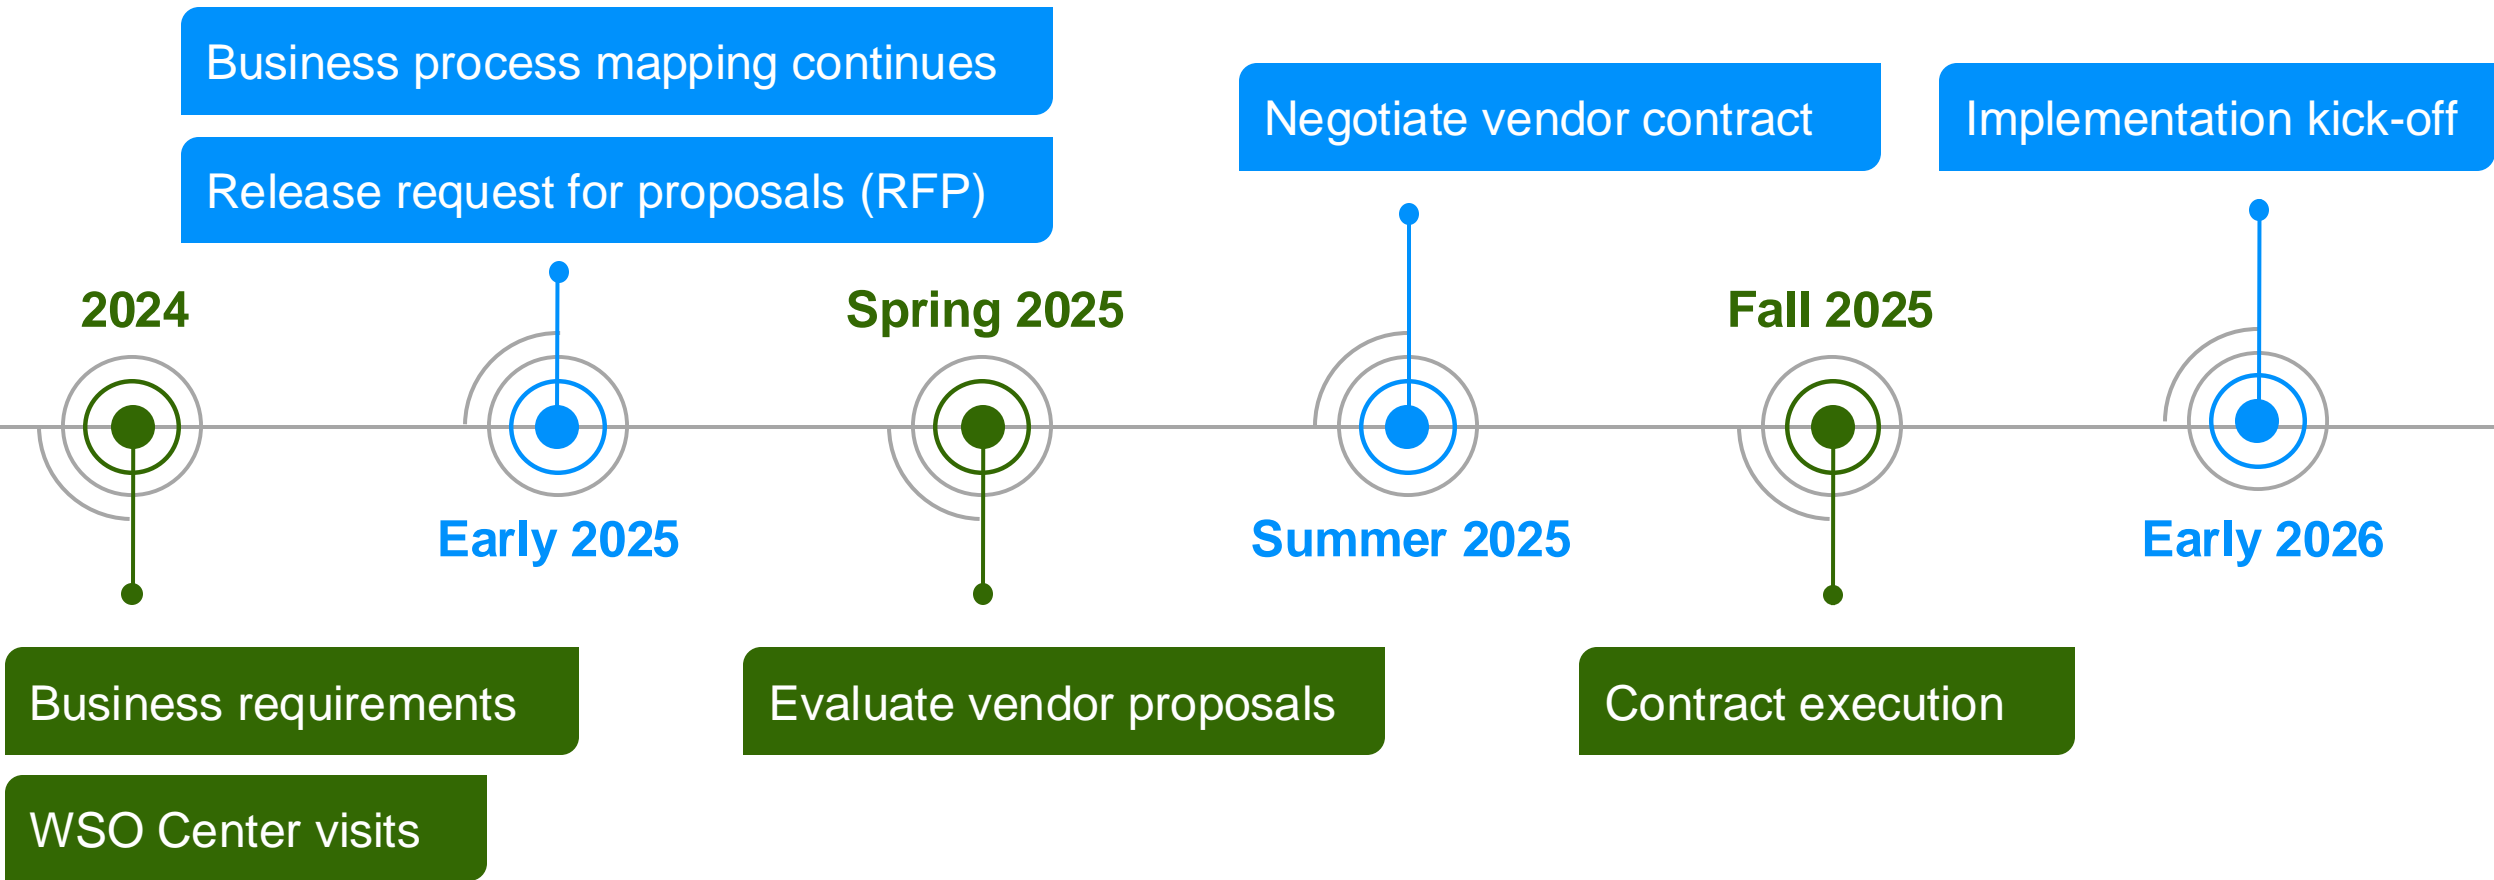 Business process mapping continues
Release request for proposals (RFP)
Negotiate vendor contract
Implementation kick-off
2024
Spring 2025
Fall 2025
Early 2025
Summer 2025
Early 2026
Business requirements
Evaluate vendor proposals
Contract execution
WSO Center visits